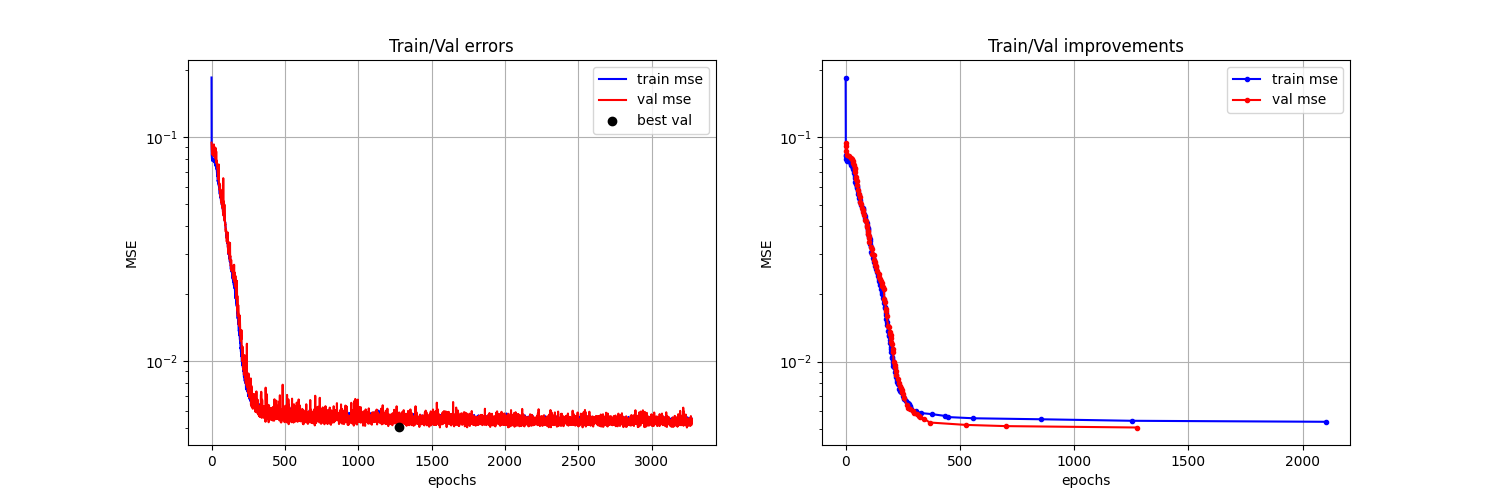 Train/Val errors
train mse
val mse
best val
10⁻¹
10⁻²
MSE
0
500
1000
1500
2000
2500
3000
epochs
Train/Val improvements
train mse
val mse
10⁻¹
10⁻²
MSE
0
500
1000
1500
2000
epochs